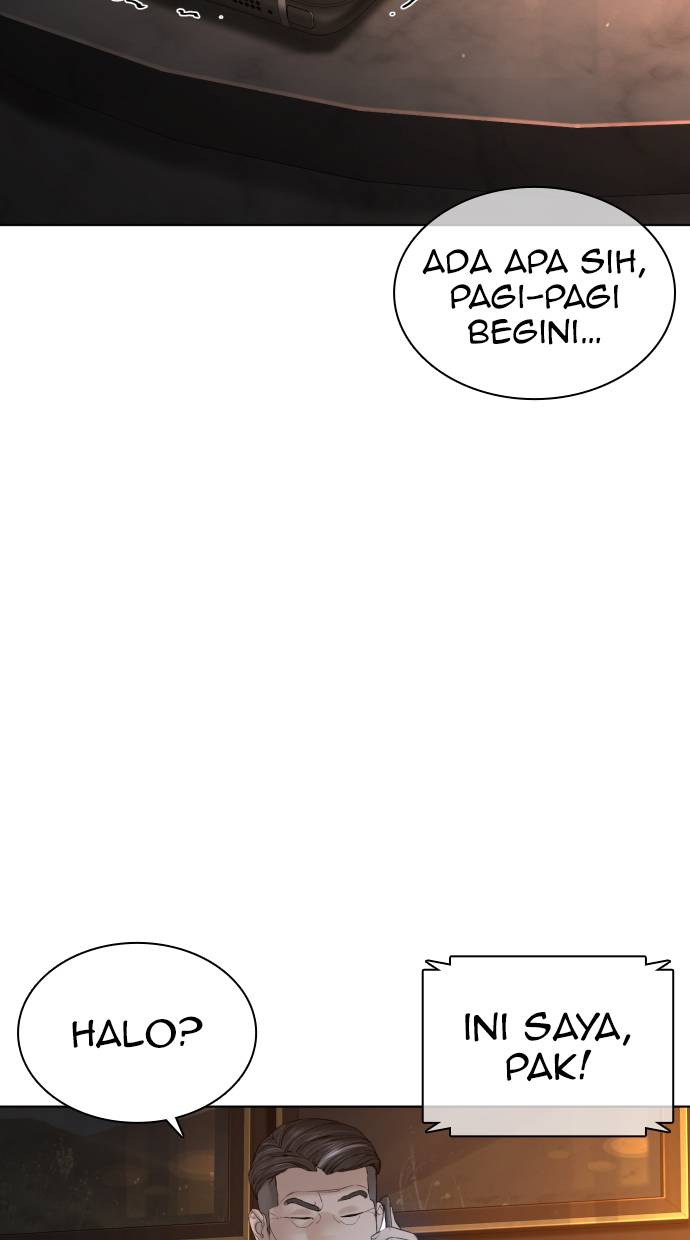 ADA APA SIH,
PAGI-PAGI
BEGINI...
HALO?
INI SAYA,
PAK!